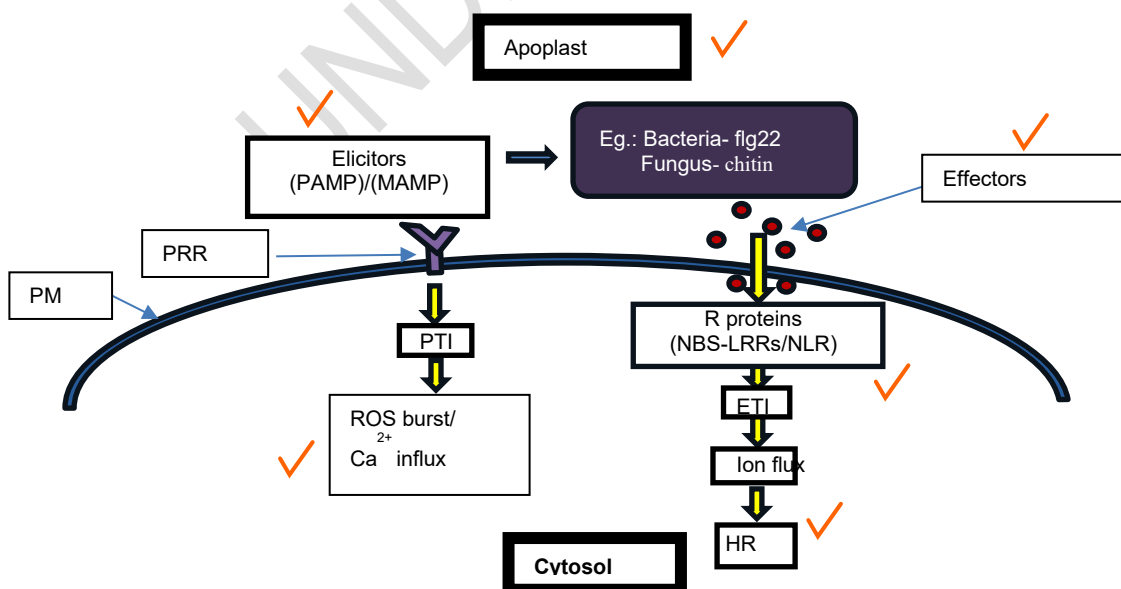 Apoplast
Elicitors
(PAMP)/(MAMP)
Eg.: Bacteria- flg22
Fungus- chitin
Effectors
PRR
PM
PTI
R proteins
(NBS-LRRs/NLR)
ROS burst/
Ca²⁺ influx
ETI
Ion flux
HR
Cytosol